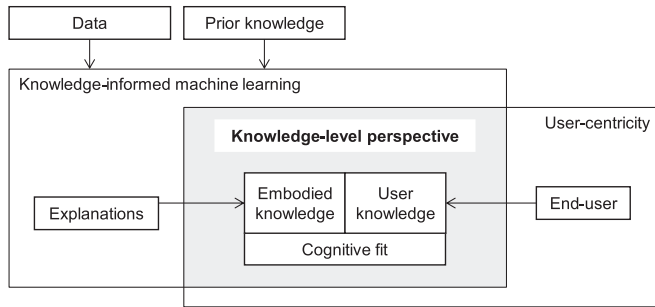 Data
Prior knowledge
Knowledge-informed machine learning
User-centricity
Knowledge-level perspective
Explanations
Embodied
knowledge
User
knowledge
End-user
Cognitive fit